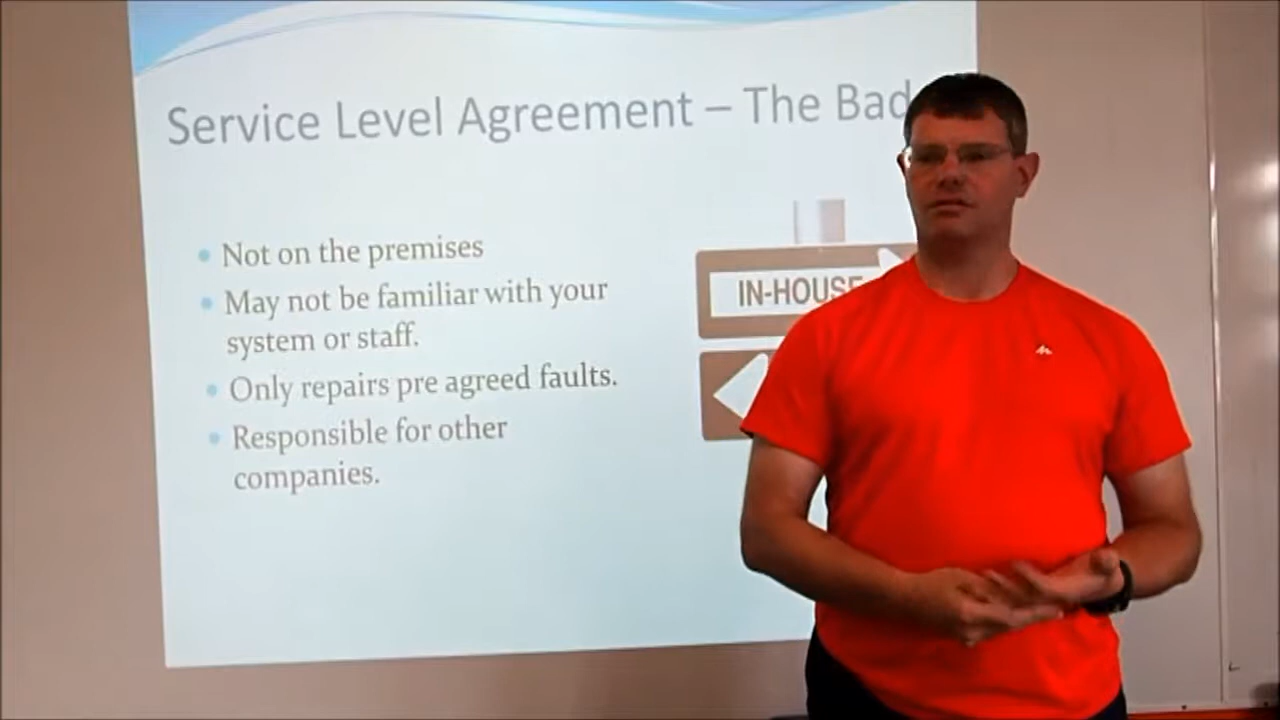 Service Level Agreement – The Bad
Not on the premises
May not be familiar with your
system or staff.
Only repairs pre agreed faults.
Responsible for other
companies.
IN-HOUSE